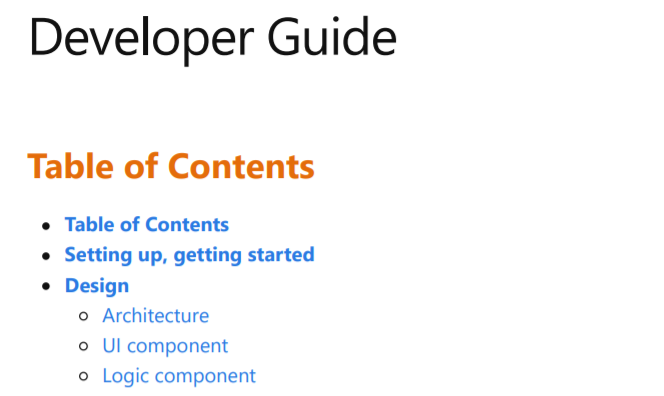 Developer Guide
Table of Contents
Table of Contents
Setting up, getting started
Design
Architecture
UI component
Logic component